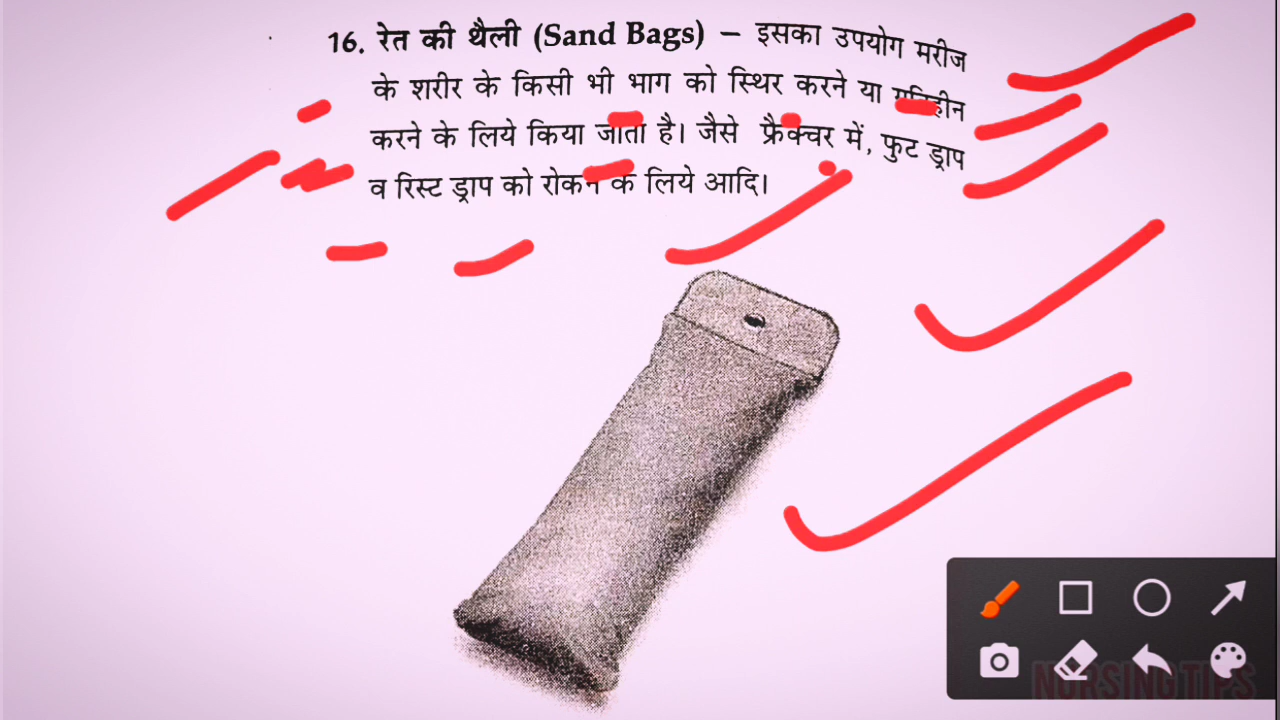 16. रेत की थैली (Sand Bags) – इसका उपयोग मरीज
के शरीर के किसी भी भाग को स्थिर करने या गतिहीन
करने के लिये किया जाता है। जैसे फ्रैक्चर में, फुट ड्राप
व रिस्ट ड्राप को रोकने के लिये आदि।
NURSING TIPS